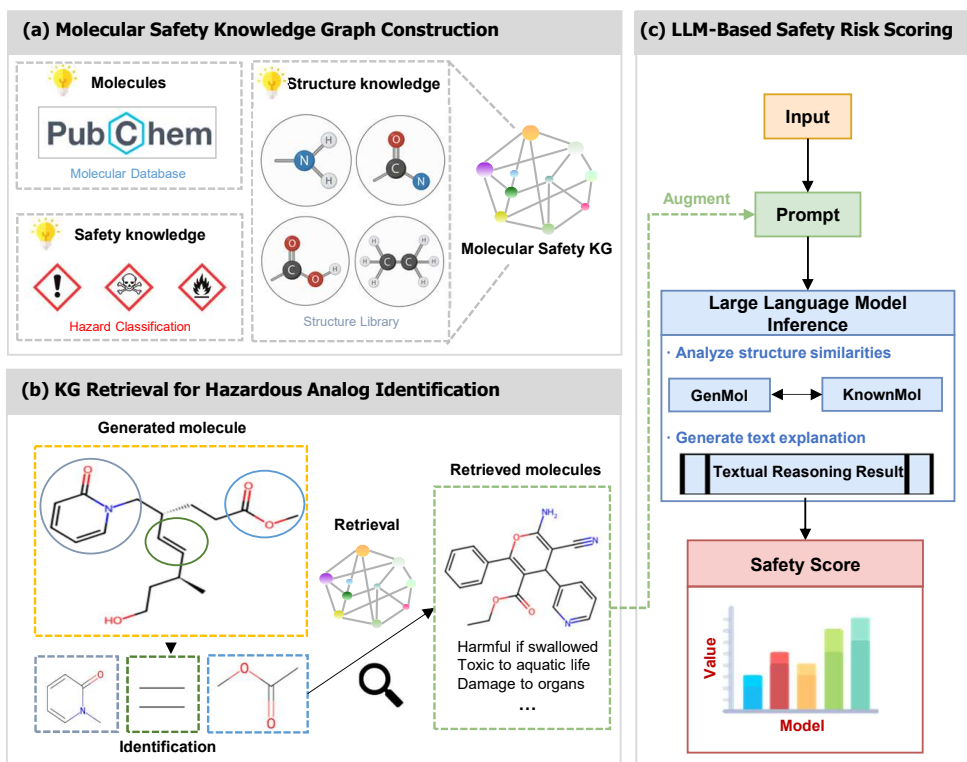 (a) Molecular Safety Knowledge Graph Construction
Molecules
PubChem
Molecular Database
Safety knowledge
Hazard Classification
Structure knowledge
N
H
H
O
C
N
O
C
O
H
H
H
H
C
C
H
H
H
Structure Library
Molecular Safety KG
(b) KG Retrieval for Hazardous Analog Identification
Generated molecule
O
N
O
O
HO
O
N
O
O
Identification
Retrieval
Retrieved molecules
NH₂
O
N
O
O
N
Harmful if swallowed
Toxic to aquatic life
Damage to organs
...
(c) LLM-Based Safety Risk Scoring
Input
Augment
Prompt
Large Language Model
Inference
· Analyze structure similarities
GenMol
KnownMol
· Generate text explanation
Textual Reasoning Result
Safety Score
Value
Model